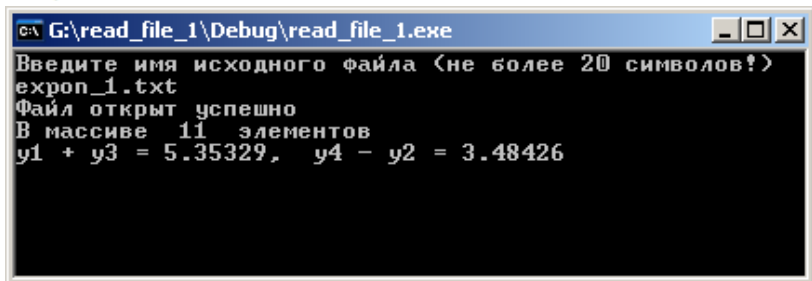 G:\read_file_1\Debug\read_file_1.exe
Введите имя исходного файла (не более 20 символов!)
expon_1.txt
Файл открыт успешно
В массиве  11  элементов
y1 + y3 = 5.35329,  y4 - y2 = 3.48426